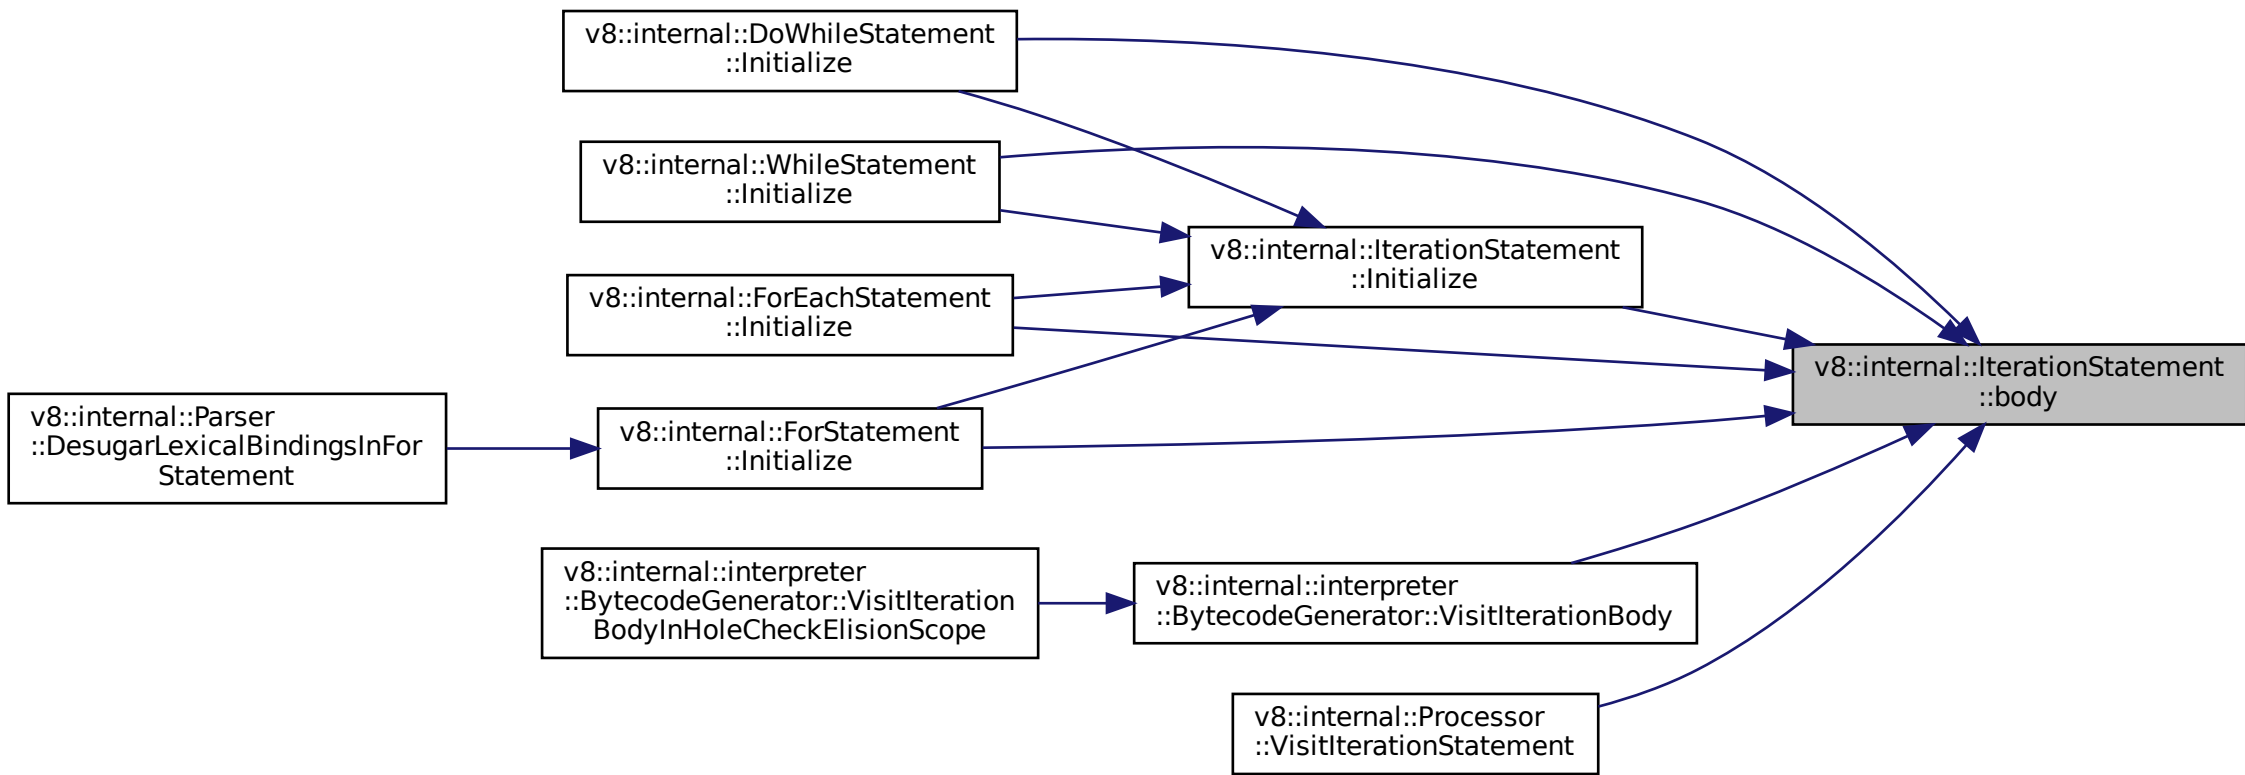 v8::internal::DoWhileStatement
::Initialize
v8::internal::WhileStatement
::Initialize
v8::internal::IterationStatement
::Initialize
v8::internal::ForEachStatement
::Initialize
v8::internal::IterationStatement
::body
v8::internal::Parser
::DesugarLexicalBindingsInFor
Statement
v8::internal::ForStatement
::Initialize
v8::internal::interpreter
::BytecodeGenerator::VisitIteration
BodyInHoleCheckElisionScope
v8::internal::interpreter
::BytecodeGenerator::VisitIterationBody
v8::internal::Processor
::VisitIterationStatement